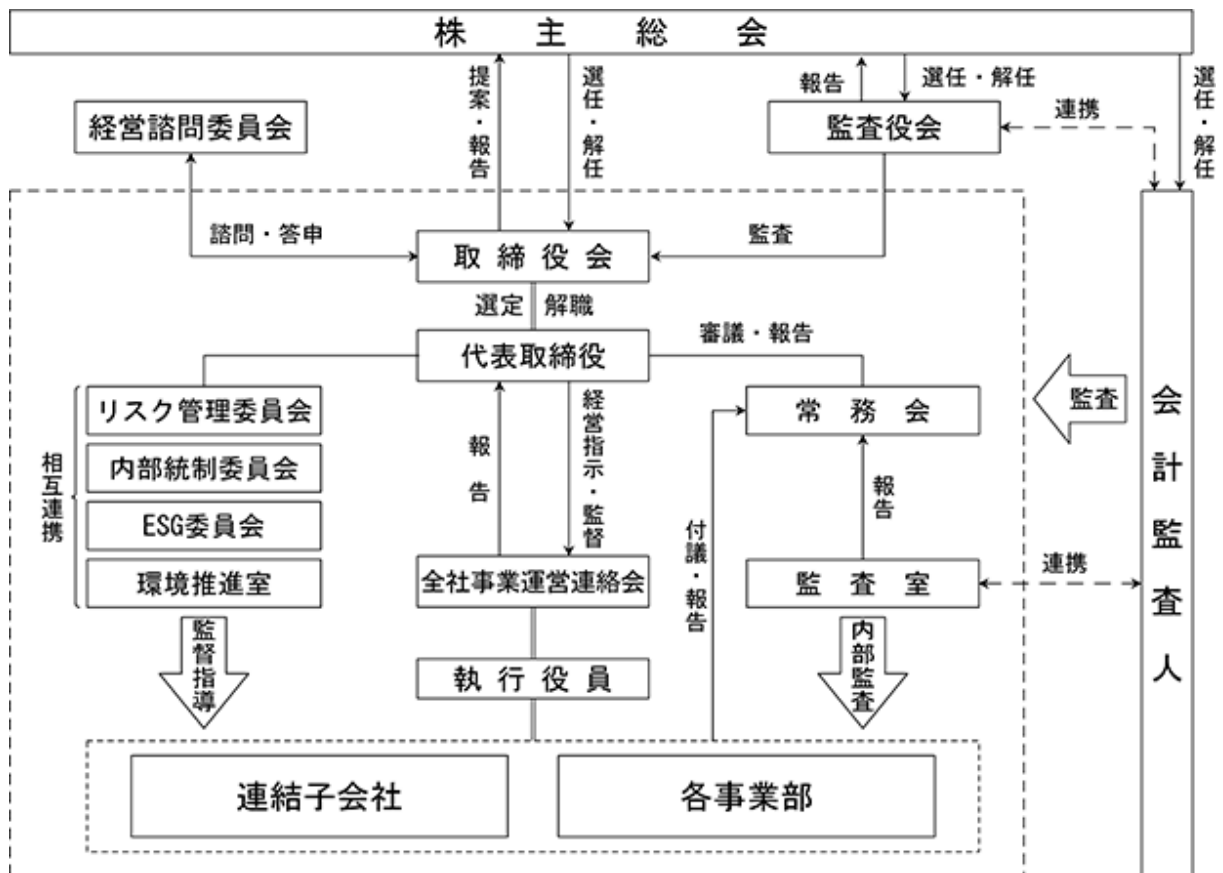 株主総会
提案・報告
選任・解任
報告
選任・解任
選任・解任
経営諮問委員会
監査役会
連携
諮問・答申
取締役会
監査
選定 解職
代表取締役
審議・報告
リスク管理委員会
内部統制委員会
ESG委員会
環境推進室
相互連携
報告
経営指示・監督
常務会
監査
会計監査人
報告
付議・報告
全社事業運営連絡会
監査室
連携
監督指導
執行役員
内部監査
連結子会社
各事業部